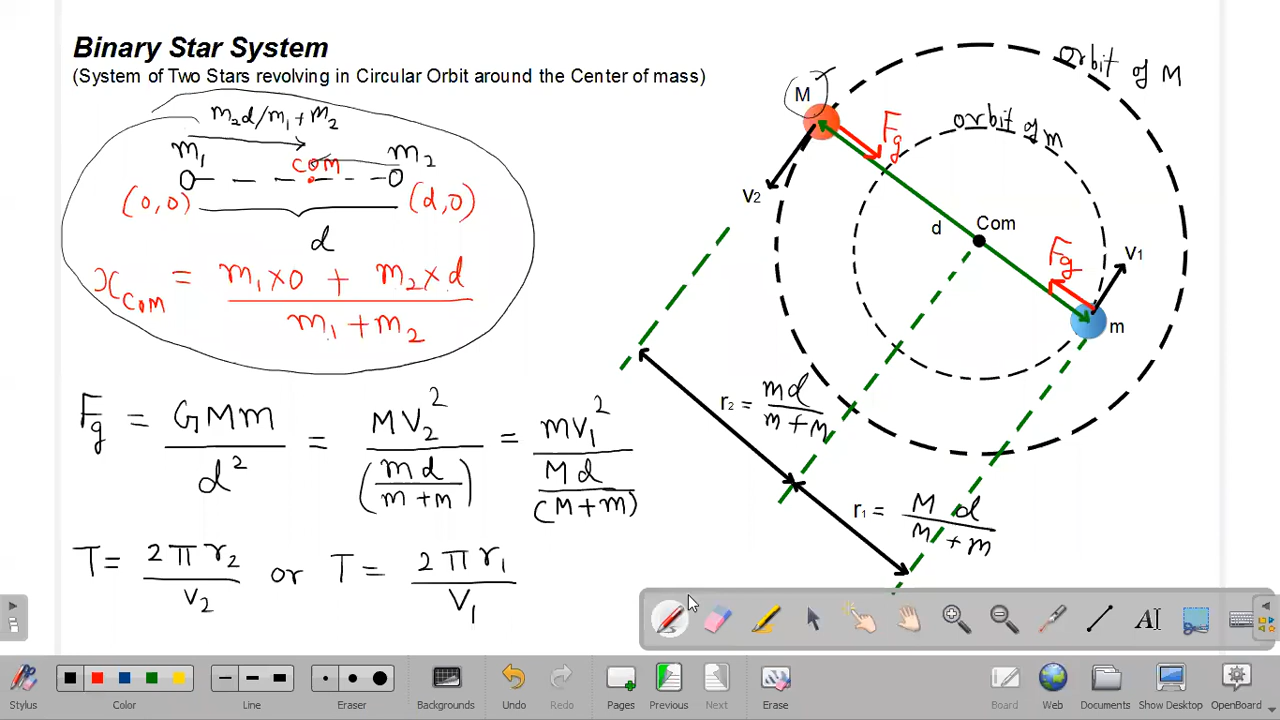 Binary Star System
(System of Two Stars revolving in Circular Orbit around the Center of mass)
m₂d/m₁+m₂
m₁ com m₂
(0,0) (d,0)
d
x_com = (m₁×0 + m₂×d)/(m₁+m₂)
Fg = GMm/d² = MV₂²/(md/(m+M)) = mV₁²/(Md/(M+m))
T = 2πr₂/V₂ or T = 2πr₁/V₁
orbit of M
M
orbit of m
Fg
v2
Com
d
Fg
v1
m
r₂ = md/(m+M)
r₁ = M d/(M+m)
AI
Stylus
Color
Line
Eraser
Backgrounds
Undo
Redo
Pages
Previous
Next
Erase
Board
Web
Documents
Show Desktop
OpenBoard